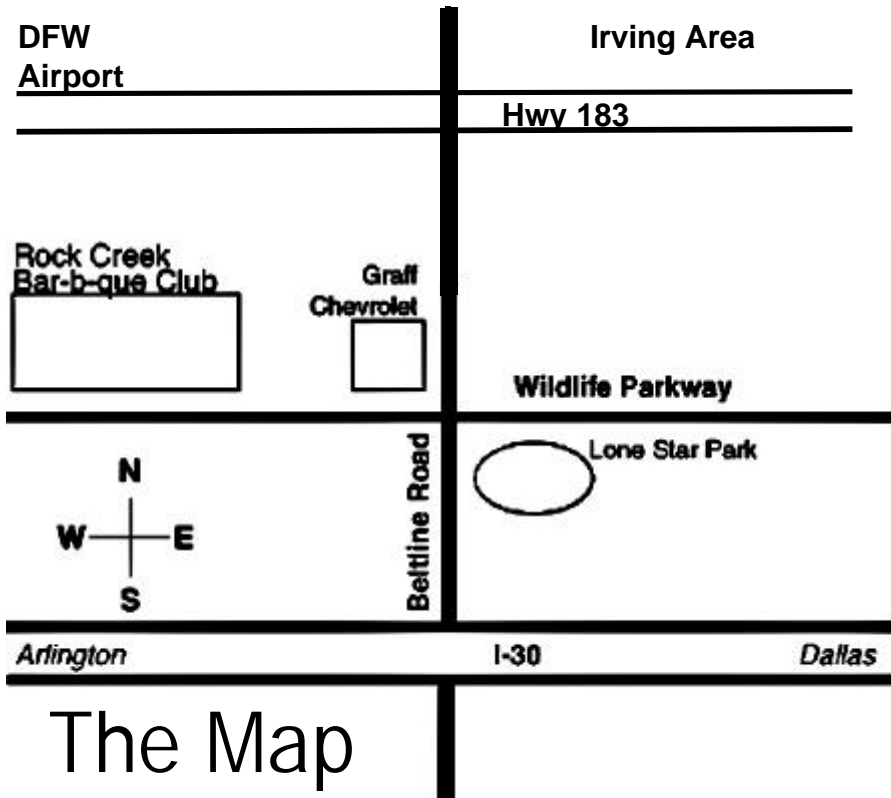 DFW
Airport
Irving Area
Hwy 183
Rock Creek
Bar-b-que Club
Graff
Chevrolet
Wildlife Parkway
Beltline Road
Lone Star Park
N
W
E
S
Arlington
I-30
Dallas
The Map